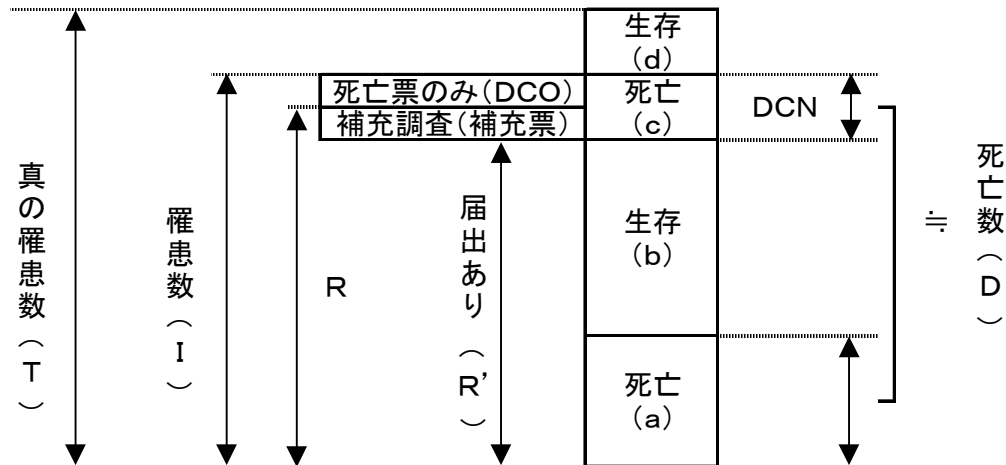 生存
(d)
死亡票のみ(DCO)
死亡
(c)
補充調査(補充票)
DCN
真の罹患数(T)
罹患数(I)
R
届出あり(R’)
生存
(b)
≒
死亡数(D)
死亡
(a)